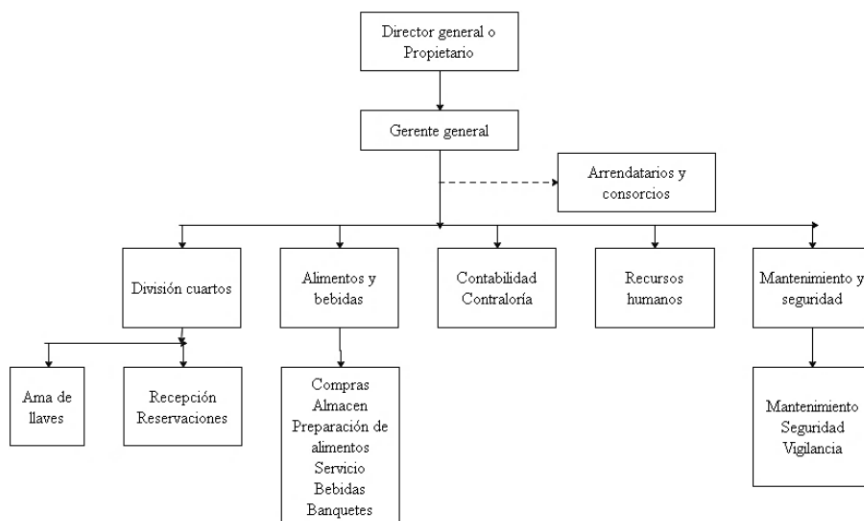 Director general o
Propietario
Gerente general
Arrendatarios y
consorcios
División cuartos
Alimentos y
bebidas
Contabilidad
Contraloría
Recursos
humanos
Mantenimiento y
seguridad
Ama de
llaves
Recepción
Reservaciones
Compras
Almacen
Preparación de
alimentos
Servicio
Bebidas
Banquetes
Mantenimiento
Seguridad
Vigilancia